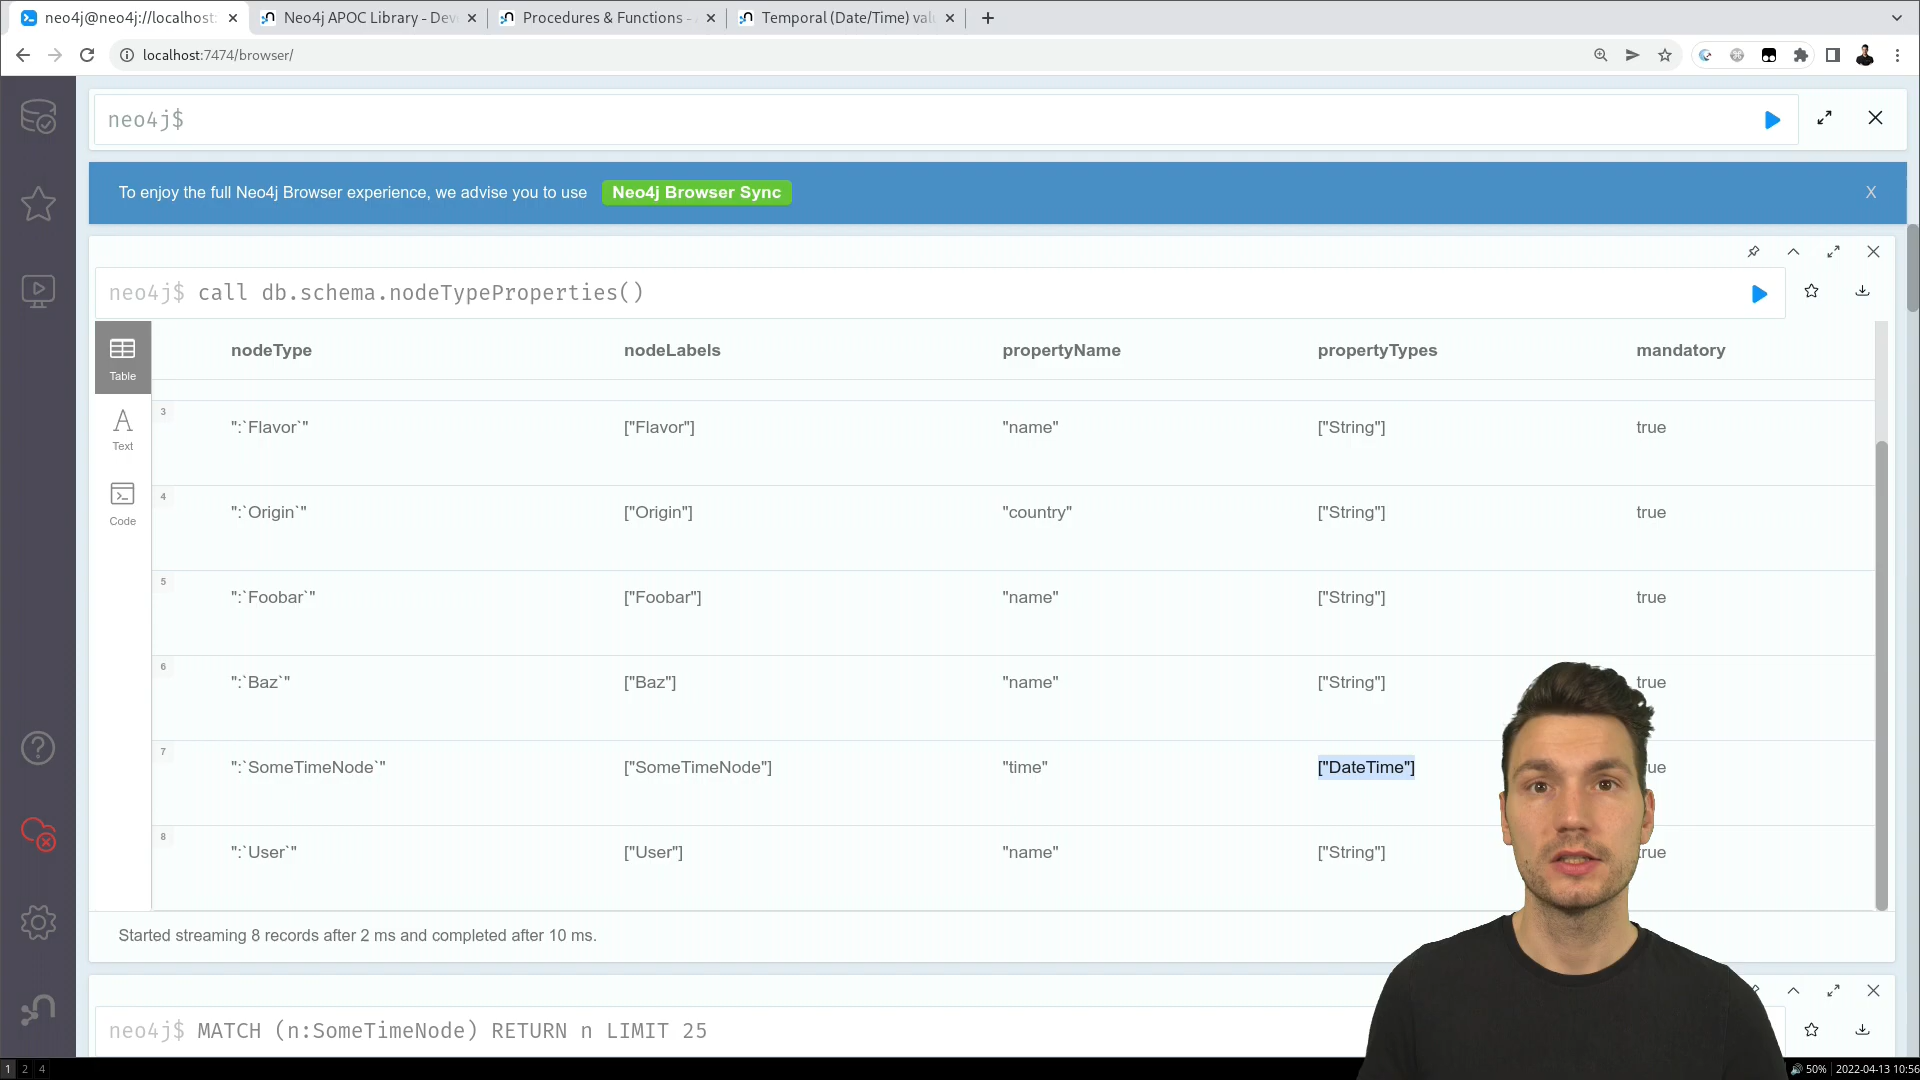 neo4j@neo4j://localhost:
Neo4j APOC Library - Dev
Procedures & Functions -
Temporal (Date/Time) val
localhost:7474/browser/
neo4j$
To enjoy the full Neo4j Browser experience, we advise you to use Neo4j Browser Sync
X
neo4j$ call db.schema.nodeTypeProperties()
Table
Text
Code
nodeType nodeLabels propertyName propertyTypes mandatory
3 ":`Flavor`" ["Flavor"] "name" ["String"] true
4 ":`Origin`" ["Origin"] "country" ["String"] true
5 ":`Foobar`" ["Foobar"] "name" ["String"] true
6 ":`Baz`" ["Baz"] "name" ["String"] true
7 ":`SomeTimeNode`" ["SomeTimeNode"] "time" ["DateTime"] ue
8 ":`User`" ["User"] "name" ["String"] true
Started streaming 8 records after 2 ms and completed after 10 ms.
neo4j$ MATCH (n:SomeTimeNode) RETURN n LIMIT 25
1 2 4
50% 2022-04-13 10:56